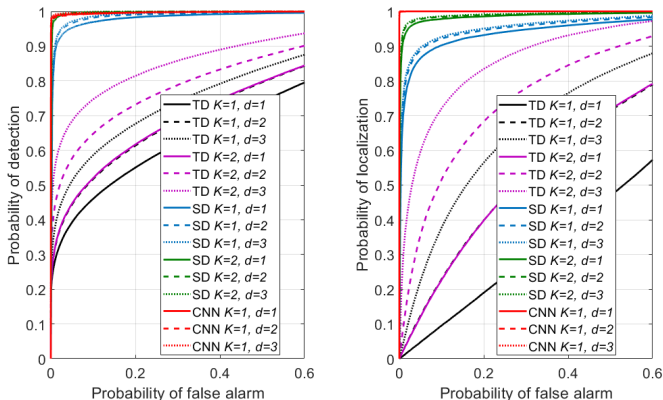 1
0.9
0.8
0.7
0.6
0.5
0.4
0.3
0.2
0.1
0
Probability of detection
TD K=1, d=1
TD K=1, d=2
TD K=1, d=3
TD K=2, d=1
TD K=2, d=2
TD K=2, d=3
SD K=1, d=1
SD K=1, d=2
SD K=1, d=3
SD K=2, d=1
SD K=2, d=2
SD K=2, d=3
CNN K=1, d=1
CNN K=1, d=2
CNN K=1, d=3
0 0.2 0.4 0.6
Probability of false alarm
1
0.9
0.8
0.7
0.6
0.5
0.4
0.3
0.2
0.1
0
Probability of localization
TD K=1, d=1
TD K=1, d=2
TD K=1, d=3
TD K=2, d=1
TD K=2, d=2
TD K=2, d=3
SD K=1, d=1
SD K=1, d=2
SD K=1, d=3
SD K=2, d=1
SD K=2, d=2
SD K=2, d=3
CNN K=1, d=1
CNN K=1, d=2
CNN K=1, d=3
0 0.2 0.4 0.6
Probability of false alarm